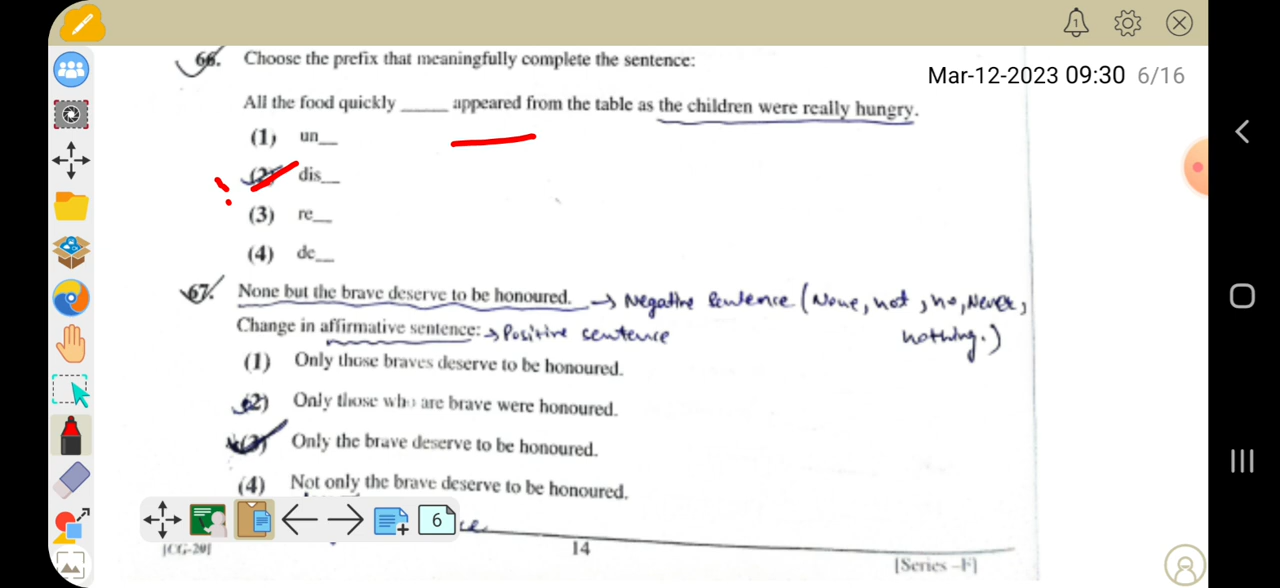 1
Mar-12-2023 09:30 6/16
66. Choose the prefix that meaningfully complete the sentence:
All the food quickly _____ appeared from the table as the children were really hungry.
(1) un__
(2) dis__
(3) re__
(4) de__
67. None but the brave deserve to be honoured. → Negative Sentence (None, not, no, Never,
nothing.)
Change in affirmative sentence: → Positive sentence
(1) Only those braves deserve to be honoured.
(2) Only those who are brave were honoured.
(3) Only the brave deserve to be honoured.
(4) Not only the brave deserve to be honoured.
6
[CG-20] 14 [Series –F]